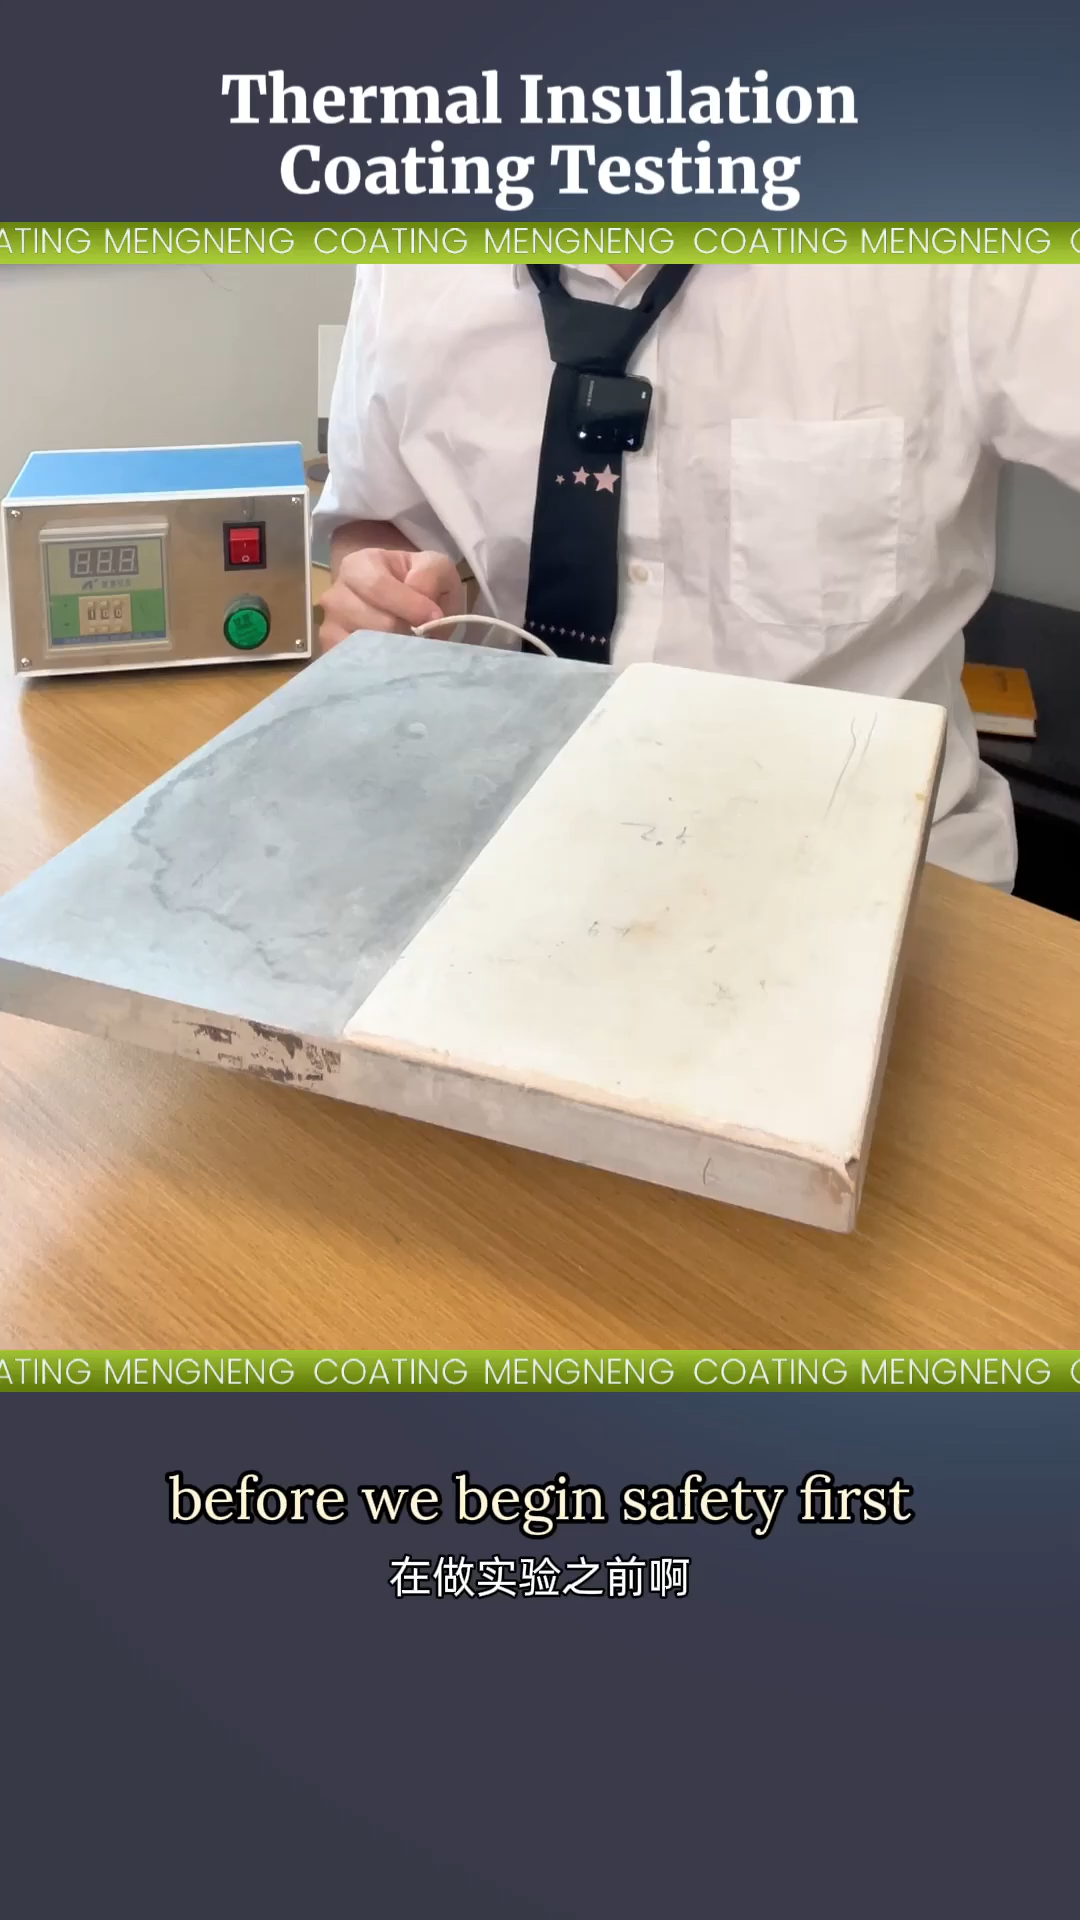 Thermal Insulation
Coating Testing
ATING MENGNENG COATING MENGNENG COATING MENGNENG C
before we begin safety first
在做实验之前啊
ATING MENGNENG COATING MENGNENG COATING MENGNENG C